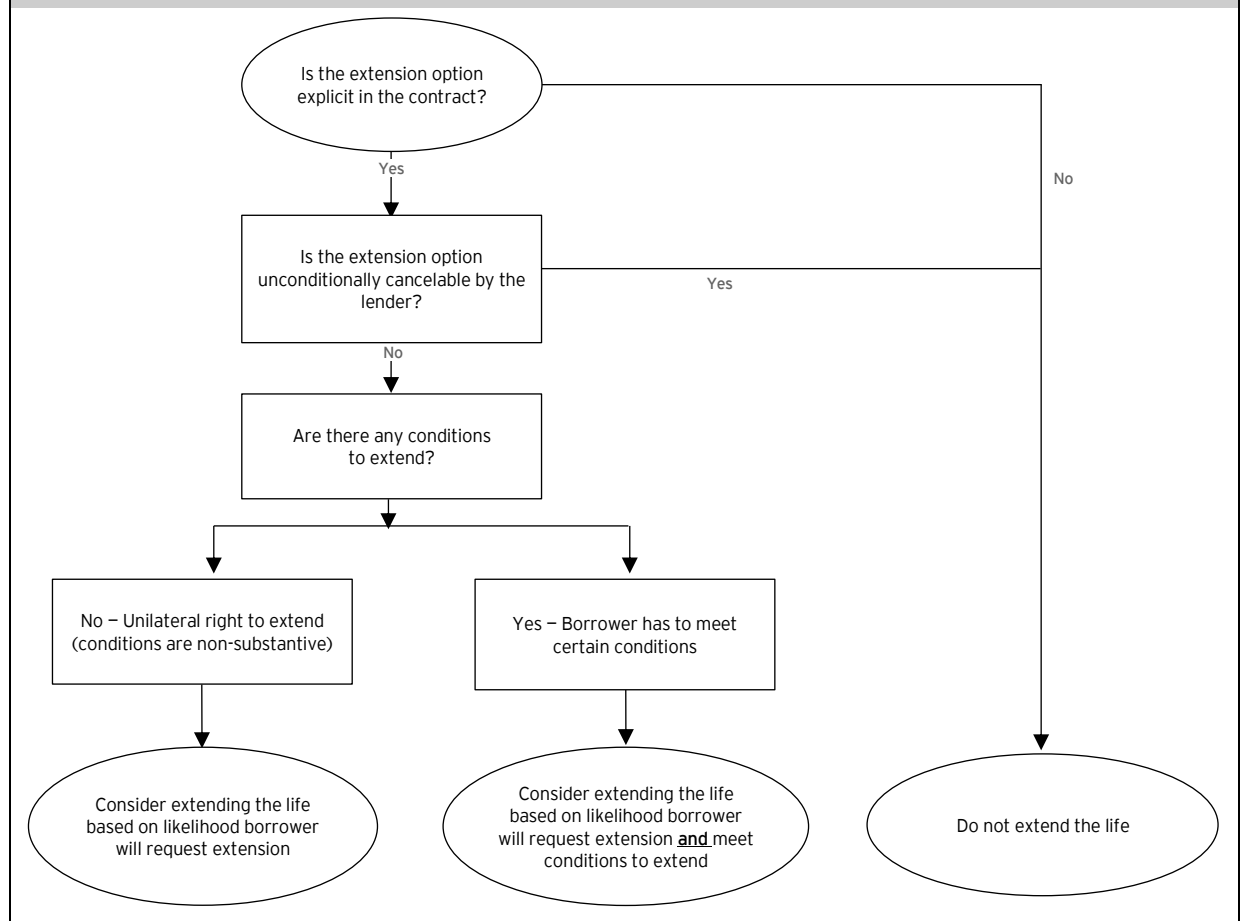 Is the extension option
explicit in the contract?
Yes
No
Is the extension option
unconditionally cancelable by the
lender?
Yes
No
Are there any conditions
to extend?
No – Unilateral right to extend
(conditions are non-substantive)
Yes – Borrower has to meet
certain conditions
Consider extending the life
based on likelihood borrower
will request extension
Consider extending the life
based on likelihood borrower
will request extension and meet
conditions to extend
Do not extend the life